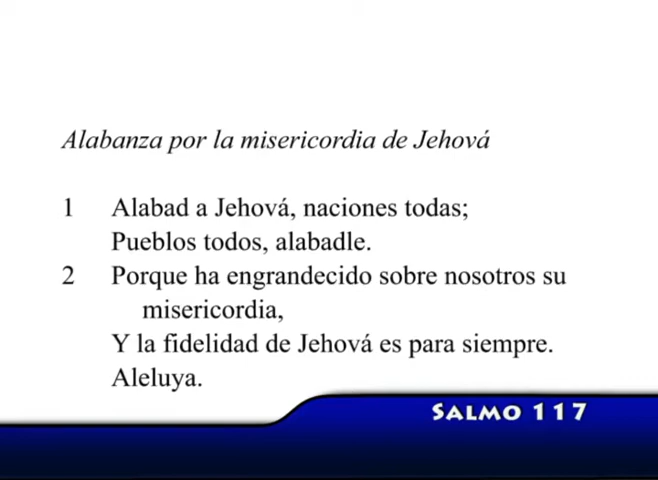 Alabanza por la misericordia de Jehová
1 Alabad a Jehová, naciones todas;
Pueblos todos, alabadle.
2 Porque ha engrandecido sobre nosotros su
misericordia,
Y la fidelidad de Jehová es para siempre.
Aleluya.
SALMO 117